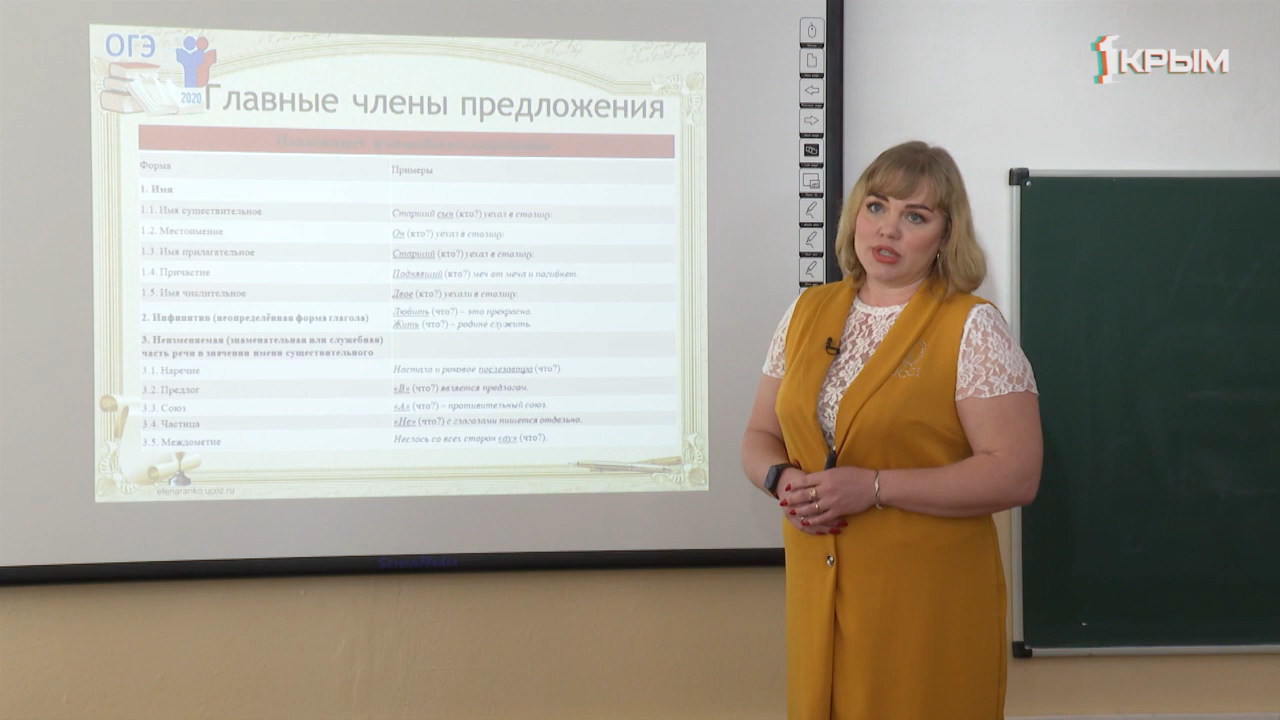 ОГЭ
2020
1КРЫМ
Главные члены предложения
Форма
Примеры
1. Имя
1.1. Имя существительное
Старший сын (кто?) уехал в столицу.
1.2. Местоимение
Он (кто?) уехал в столицу.
1.3. Имя прилагательное
Старший (кто?) уехал в столицу.
1.4. Причастие
Поднявший (кто?) меч от меча и погибнет.
1.5. Имя числительное
Двое (кто?) уехали в столицу.
2. Инфинитив (неопределённая форма глагола)
Любить (что?) – это прекрасно.
Жить (что?) – родине служить.
3. Неизменяемая (знаменательная или служебная)
часть речи в значении имени существительного
3.1. Наречие
Настало и роковое послезавтра (что?)
3.2. Предлог
«В» (что?) является предлогом.
3.3. Союз
«А» (что?) – противительный союз.
3.4. Частица
«Не» (что?) с глаголами пишется отдельно.
3.5. Междометие
Неслось со всех сторон «ау» (что?).
elenaranko.ucoz.ru